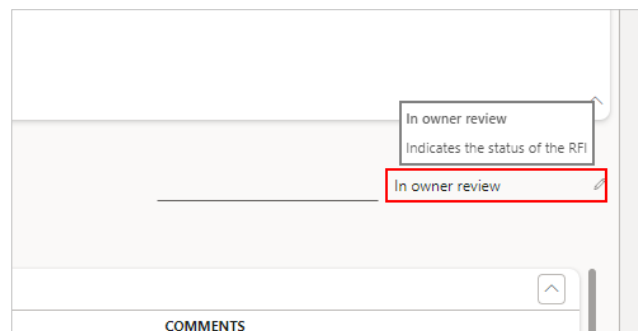 In owner review
Indicates the status of the RFI
In owner review
COMMENTS